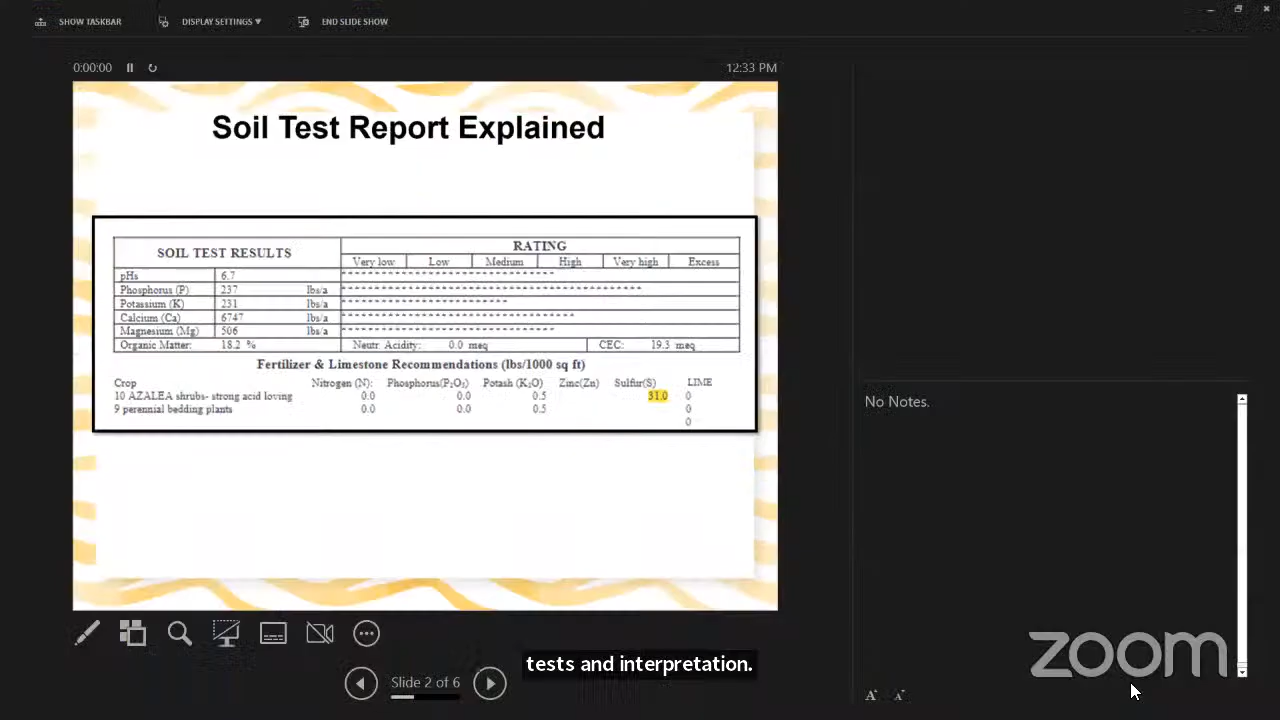 SHOW TASKBAR DISPLAY SETTINGS ▼ END SLIDE SHOW
0:00:00 12:33 PM
Soil Test Report Explained
SOIL TEST RESULTS RATING
Very low Low Medium High Very high Excess
pHs 6.7
Phosphorus (P) 237 lbs/a
Potassium (K) 231 lbs/a
Calcium (Ca) 6747 lbs/a
Magnesium (Mg) 506 lbs/a
Organic Matter: 18.2 % Neutr. Acidity: 0.0 meq CEC: 19.3 meq
Fertilizer & Limestone Recommendations (lbs/1000 sq ft)
Crop Nitrogen (N): Phosphorus(P₂O₅) Potash (K₂O) Zinc(Zn) Sulfur(S) LIME
10 AZALEA shrubs- strong acid loving 0.0 0.0 0.5 31.0 0
9 perennial bedding plants 0.0 0.0 0.5 0
0
No Notes.
tests and interpretation.
Slide 2 of 6
zoom
A A